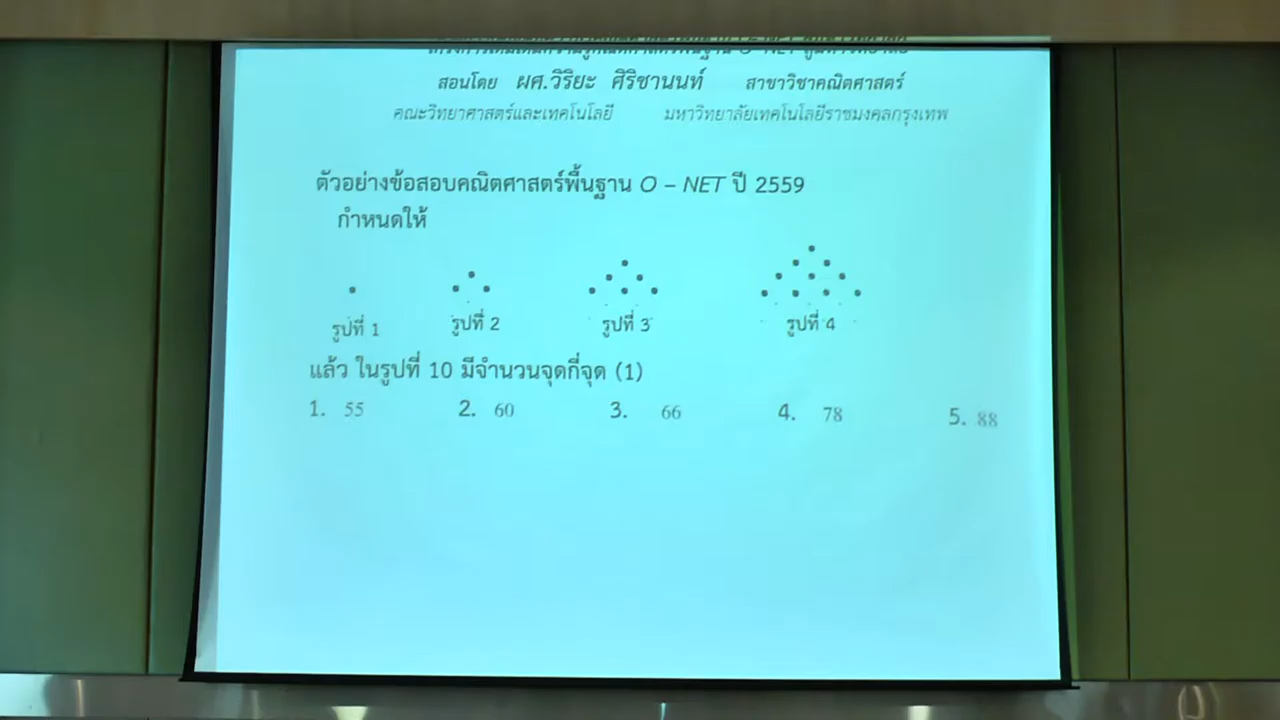 สอนโดย ผศ.วิริยะ ศิริชานนท์ สาขาวิชาคณิตศาสตร์
คณะวิทยาศาสตร์และเทคโนโลยี มหาวิทยาลัยเทคโนโลยีราชมงคลกรุงเทพ
ตัวอย่างข้อสอบคณิตศาสตร์พื้นฐาน O – NET ปี 2559
กำหนดให้
รูปที่ 1 รูปที่ 2 รูปที่ 3 รูปที่ 4
แล้ว ในรูปที่ 10 มีจำนวนจุดกี่จุด (1)
1. 55 2. 60 3. 66 4. 78 5. 88